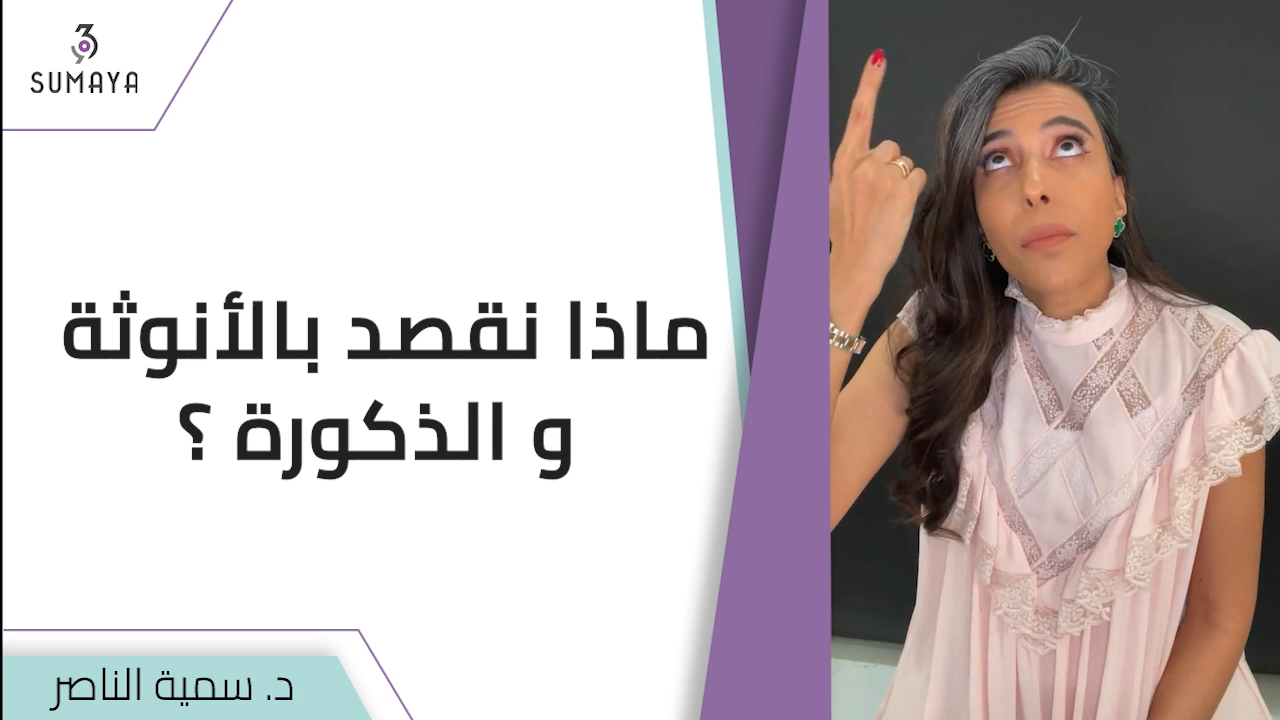 SUMAYA
ماذا نقصد بالأنوثة
و الذكورة ؟
د. سمية الناصر